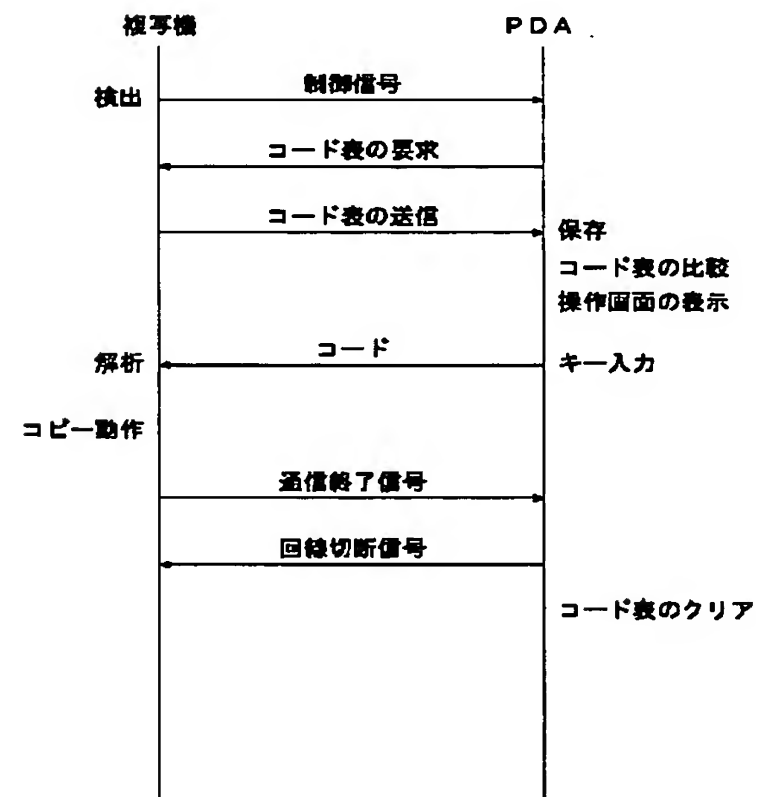 複写機 PDA
検出 制御信号
コード表の要求
コード表の送信 保存
コード表の比較
操作画面の表示
解析 コード キー入力
コピー動作
通信終了信号
回線切断信号
コード表のクリア